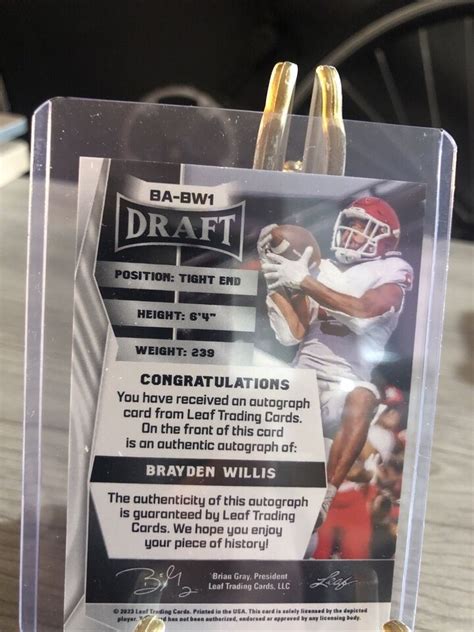 BA-BW1
DRAFT
POSITION: TIGHT END
HEIGHT: 6'4"
WEIGHT: 239
CONGRATULATIONS
You have received an autograph
card from Leaf Trading Cards.
On the front of this card
is an authentic autograph of:
BRAYDEN WILLIS
The authenticity of this autograph
is guaranteed by Leaf Trading
Cards. We hope you enjoy
your piece of history!
Brian Gray, President
Leaf Trading Cards, LLC
Leaf
© 2023 Leaf Trading Cards. Printed in the USA. This card is solely licensed by the depicted
player. card has not been authorized, endorsed or approved by any licensing body.